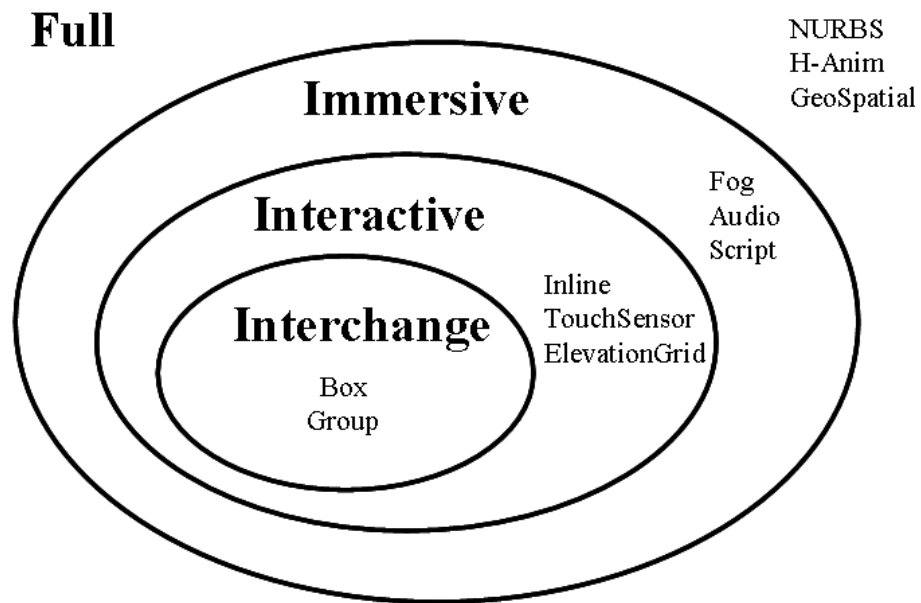 Full
NURBS
H-Anim
GeoSpatial
Immersive
Fog
Audio
Script
Interactive
Inline
TouchSensor
ElevationGrid
Interchange
Box
Group